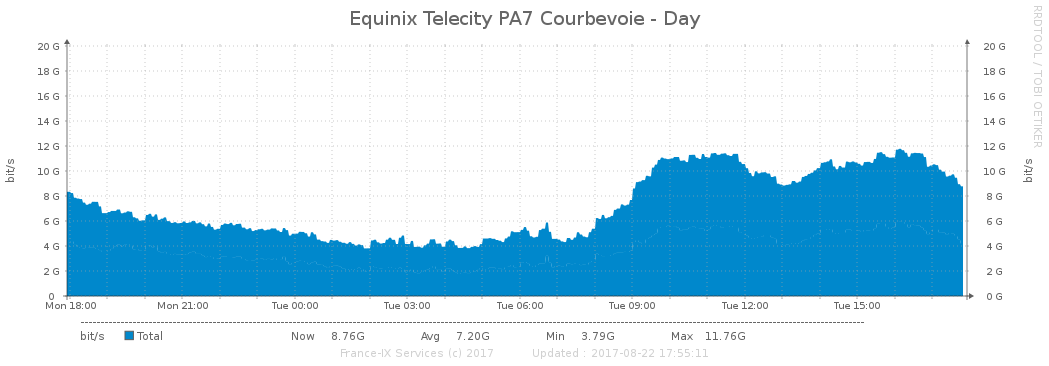 Equinix Telecity PA7 Courbevoie - Day
RRDTOOL / TOBI OETIKER
bit/s
20 G 20 G
18 G 18 G
16 G 16 G
14 G 14 G
12 G 12 G
10 G 10 G
8 G 8 G
6 G 6 G
4 G 4 G
2 G 2 G
0 0 G
bit/s
Mon 18:00 Mon 21:00 Tue 00:00 Tue 03:00 Tue 06:00 Tue 09:00 Tue 12:00 Tue 15:00
bit/s Total Now 8.76G Avg 7.20G Min 3.79G Max 11.76G
France-IX Services (c) 2017 Updated : 2017-08-22 17:55:11